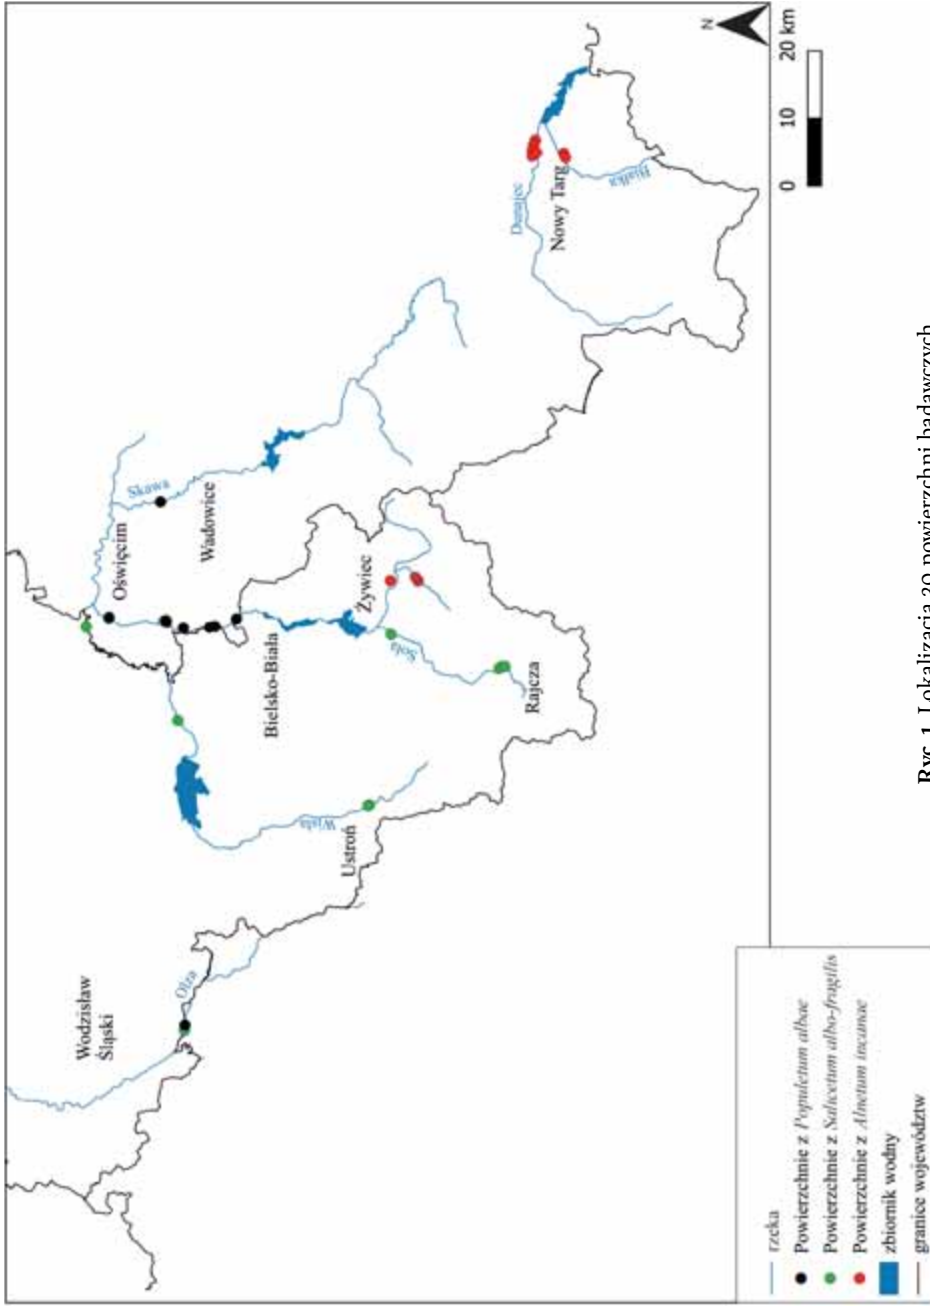 N
Wodzisław
Śląski
Olza
Oświęcim
Skawa
Wadowice
Bielsko-Biała
Wisła
Ustroń
Żywiec
Soła
Rajcza
Dunajec
Nowy Targ
Białka
0 10 20 km
rzeka
Powierzchnie z Populetum albae
Powierzchnie z Salicetum albo-fragilis
Powierzchnie z Alnetum incanae
zbiornik wodny
granice województw
Ryc. 1. Lokalizacja 20 powierzchni badawczych